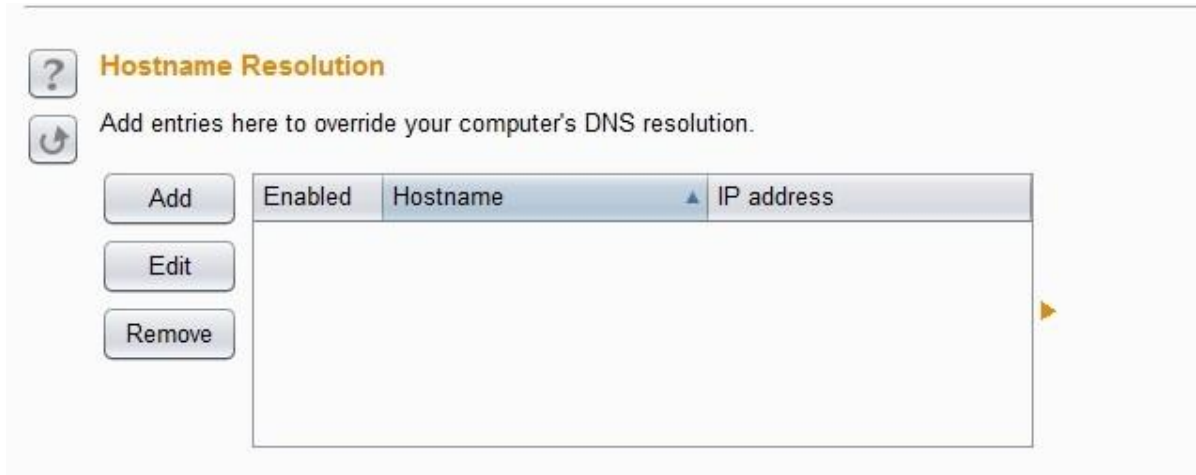 ?
Hostname Resolution
Add entries here to override your computer's DNS resolution.
Add
Enabled Hostname IP address
Edit
Remove